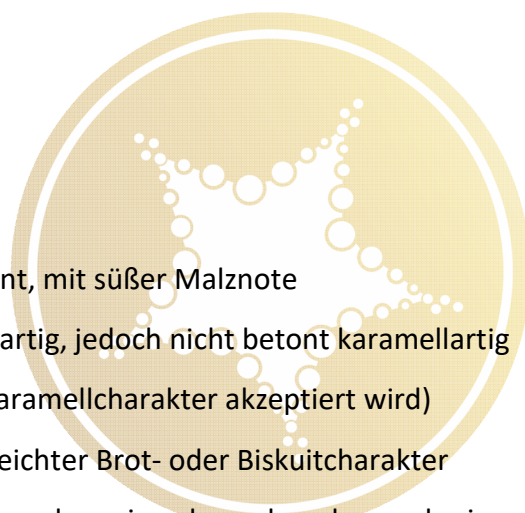 nt, mit süßer Malznote
artig, jedoch nicht betont karamellartig
aramellcharakter akzeptiert wird)
eichter Brot- oder Biskuitcharakter